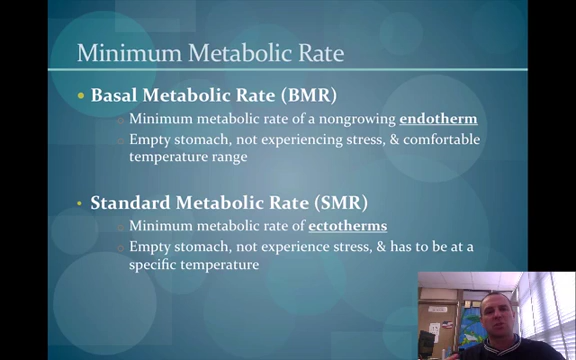 Minimum Metabolic Rate
Basal Metabolic Rate (BMR)
Minimum metabolic rate of a nongrowing endotherm
Empty stomach, not experiencing stress, & comfortable
temperature range
Standard Metabolic Rate (SMR)
Minimum metabolic rate of ectotherms
Empty stomach, not experience stress, & has to be at a
specific temperature